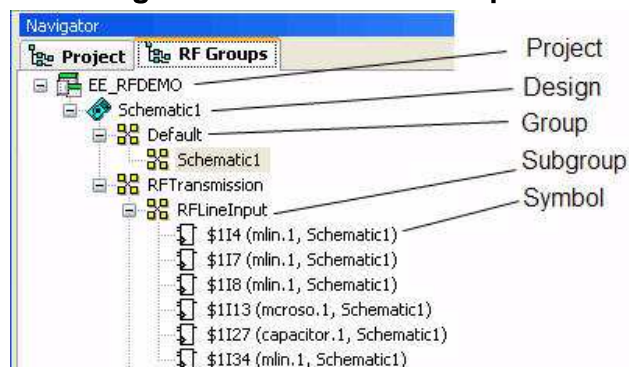 Navigator
Project RF Groups
EE_RFDEMO
Schematic1
Default
Schematic1
RFTransmission
RFLineInput
$1I4 (mlin.1, Schematic1)
$1I7 (mlin.1, Schematic1)
$1I8 (mlin.1, Schematic1)
$1I13 (mcroso.1, Schematic1)
$1I27 (capacitor.1, Schematic1)
$1I34 (mlin.1, Schematic1)
Project
Design
Group
Subgroup
Symbol